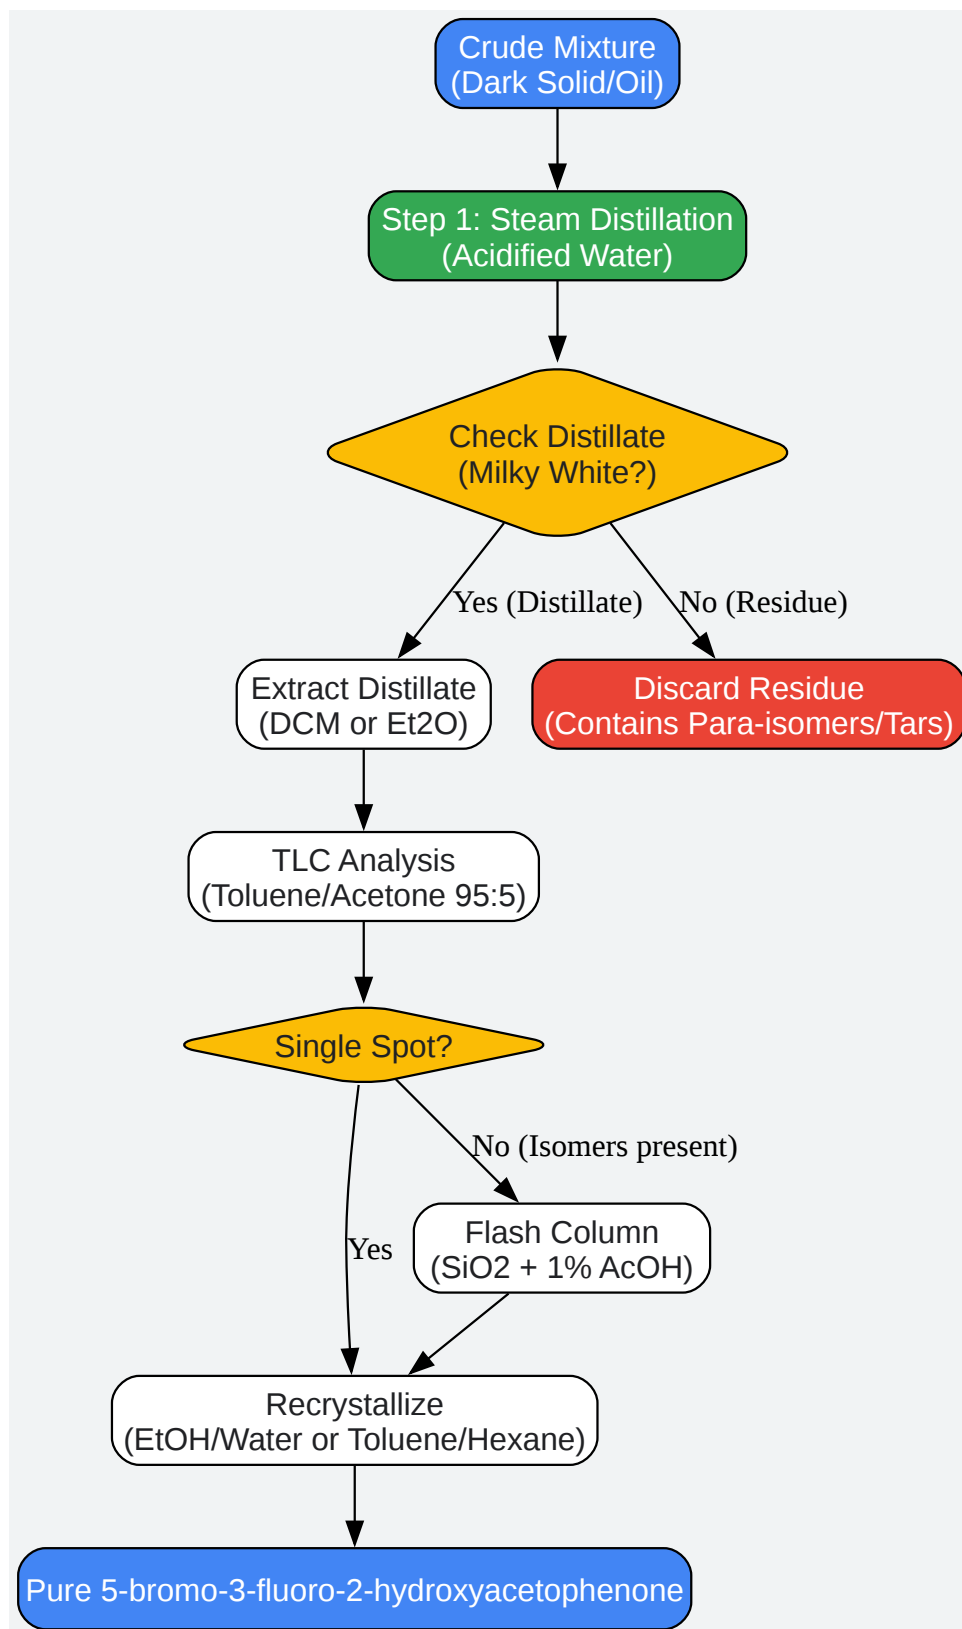 Crude Mixture
(Dark Solid/Oil)
Step 1: Steam Distillation
(Acidified Water)
Check Distillate
(Milky White?)
Yes (Distillate)
No (Residue)
Extract Distillate
(DCM or Et2O)
Discard Residue
(Contains Para-isomers/Tars)
TLC Analysis
(Toluene/Acetone 95:5)
Single Spot?
No (Isomers present)
Yes
Flash Column
(SiO2 + 1% AcOH)
Recrystallize
(EtOH/Water or Toluene/Hexane)
Pure 5-bromo-3-fluoro-2-hydroxyacetophenone